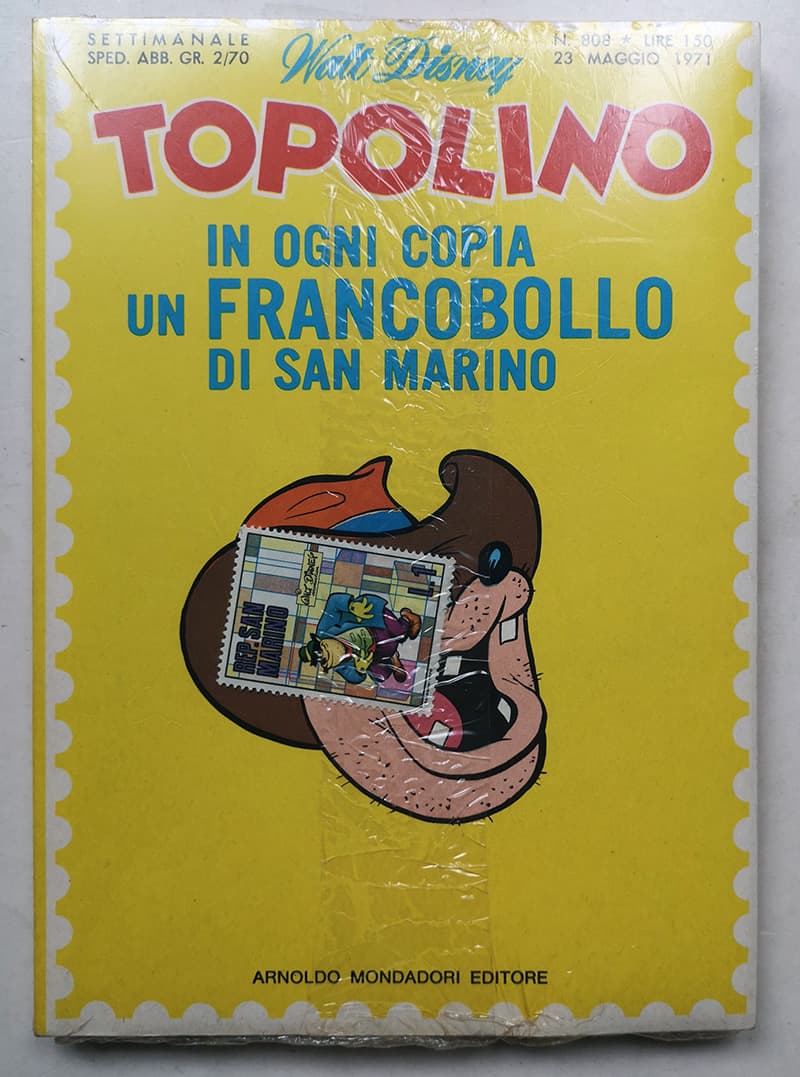 SETTIMANALE
SPED. ABB. GR. 2/70
Walt Disney
N. 808 * LIRE 150
23 MAGGIO 1971
TOPOLINO
IN OGNI COPIA
UN FRANCOBOLLO
DI SAN MARINO
REP. SAN
MARINO
WALT DISNEY
L. 1
ARNOLDO MONDADORI EDITORE